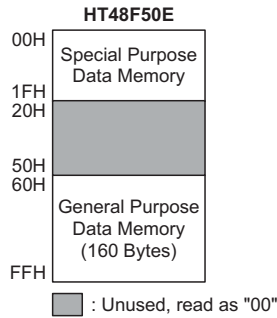 HT48F50E
00H
Special Purpose
Data Memory
1FH
20H
50H
60H
General Purpose
Data Memory
(160 Bytes)
FFH
: Unused, read as "00"